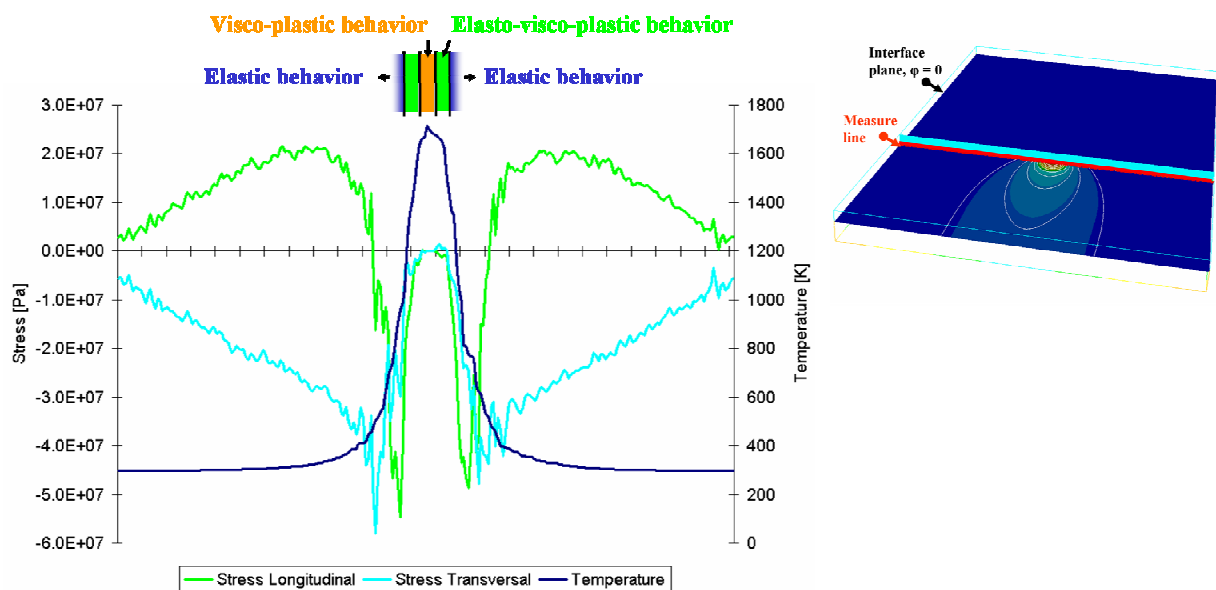 Visco-plastic behavior
Elasto-visco-plastic behavior
Elastic behavior
Elastic behavior
3.0E+07
2.0E+07
1.0E+07
0.0E+00
-1.0E+07
-2.0E+07
-3.0E+07
-4.0E+07
-5.0E+07
-6.0E+07
Stress [Pa]
1800
1600
1400
1200
1000
800
600
400
200
0
Temperature [K]
Stress Longitudinal
Stress Transversal
Temperature
Interface
plane, φ = 0
Measure
line